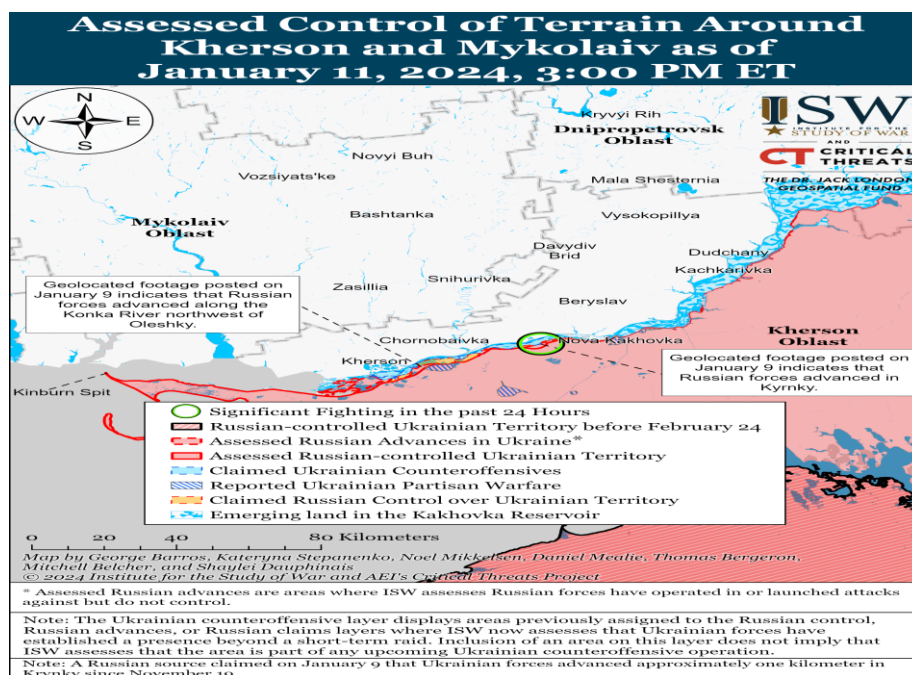 Assessed Control of Terrain Around
Kherson and Mykolaiv as of
January 11, 2024, 3:00 PM ET
N
W
E
S
ISW
INSTITUTE FOR THE
STUDY OF WAR
AND
CT CRITICAL
THREATS
THE DR. JACK LONDON
GEOSPATIAL FUND
Kryvyi Rih
Dnipropetrovsk
Oblast
Novyi Buh
Vozsiyats'ke
Mala Shesternia
Bashtanka
Vysokopillya
Mykolaiv
Oblast
Davydiv
Brid
Dudchany
Kachkarivka
Snihurivka
Zasillia
Beryslav
Geolocated footage posted on
January 9 indicates that Russian
forces advanced along the
Konka River northwest of
Oleshky.
Chornobaivka
Nova Kakhovka
Kherson
Kherson
Oblast
Geolocated footage posted on
January 9 indicates that
Russian forces advanced in
Kyrnky.
Kinburn Spit
Significant Fighting in the past 24 Hours
Russian-controlled Ukrainian Territory before February 24
Assessed Russian Advances in Ukraine*
Assessed Russian-controlled Ukrainian Territory
Claimed Ukrainian Counteroffensives
Reported Ukrainian Partisan Warfare
Claimed Russian Control over Ukrainian Territory
Emerging land in the Kakhovka Reservoir
0 20 40 80 Kilometers
Map by George Barros, Kateryna Stepanenko, Noel Mikkelsen, Daniel Mealie, Thomas Bergeron,
Mitchell Belcher, and Shaylei Dauphinais
© 2024 Institute for the Study of War and AEI's Critical Threats Project
* Assessed Russian advances are areas where ISW assesses Russian forces have operated in or launched attacks
against but do not control.
Note: The Ukrainian counteroffensive layer displays areas previously assigned to the Russian control,
Russian advances, or Russian claims layers where ISW now assesses that Ukrainian forces have
established a presence beyond a short-term raid. Inclusion of an area on this layer does not imply that
ISW assesses that the area is part of any upcoming Ukrainian counteroffensive operation.
Note: A Russian source claimed on January 9 that Ukrainian forces advanced approximately one kilometer in
Krynky since November 19.